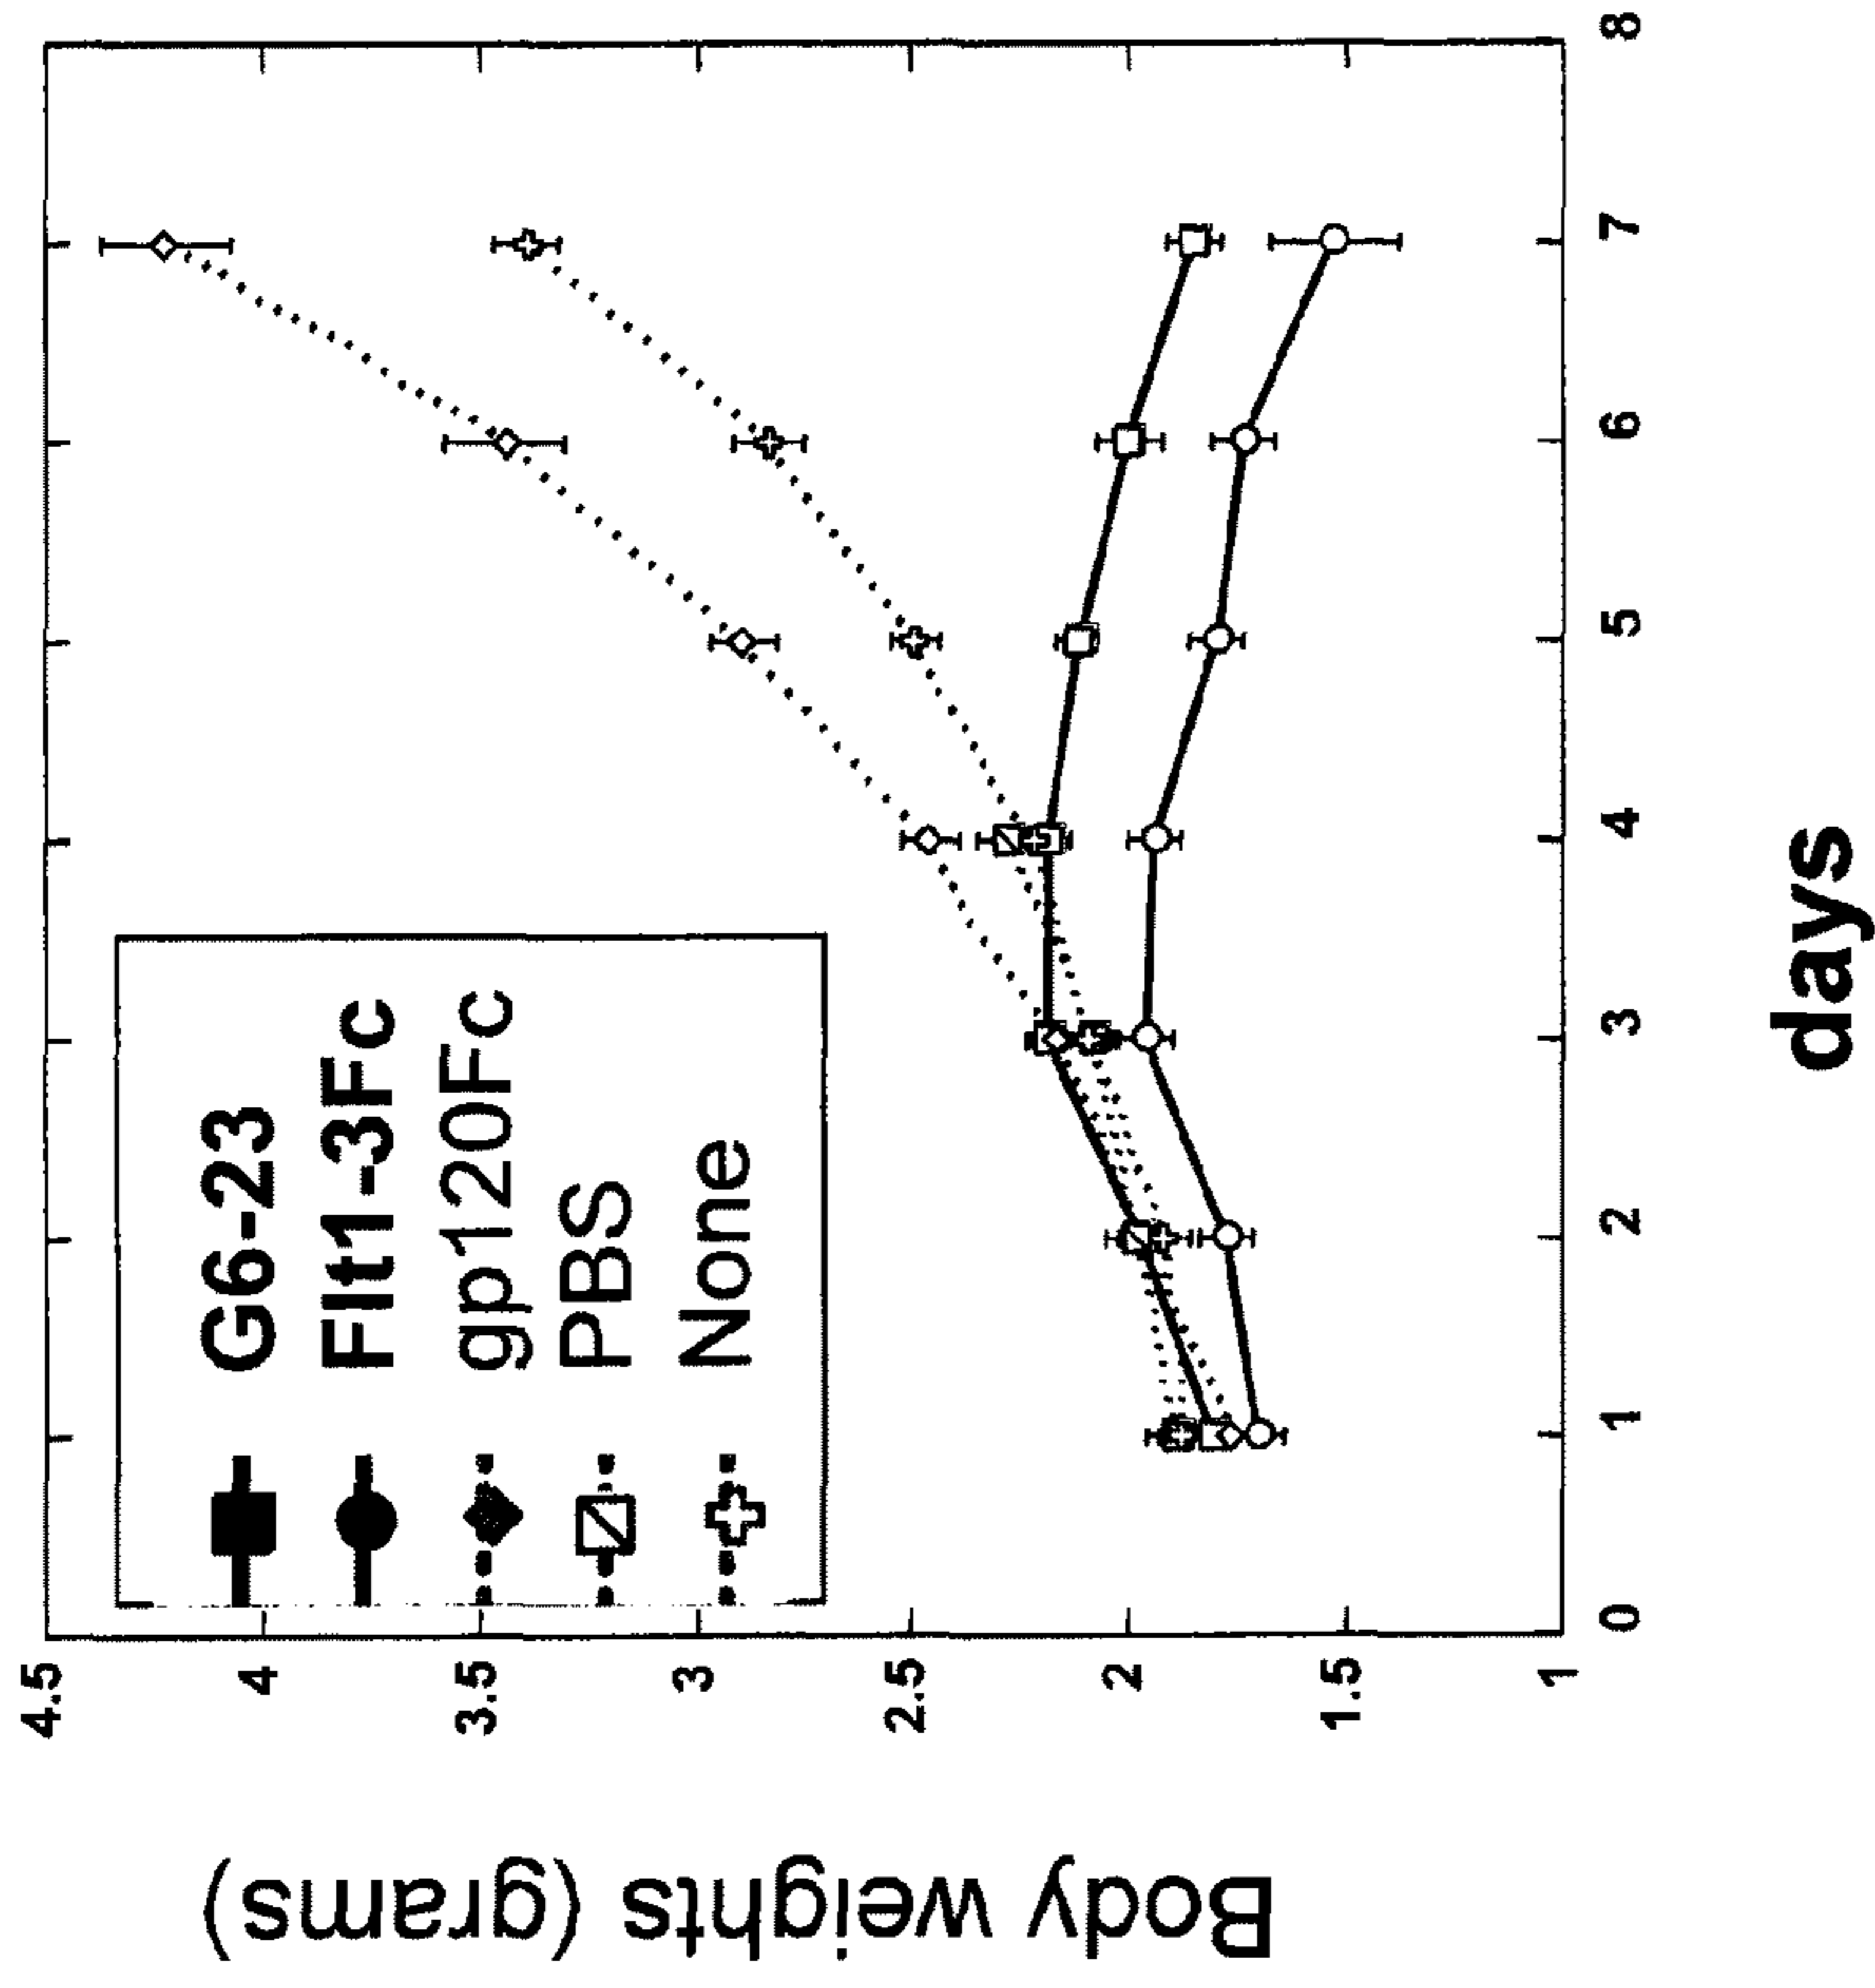 Body weights (grams)
4.5
4
3.5
3
2.5
2
1.5
1
G6-23
Flt1-3Fc
gp120Fc
PBS
None
0 1 2 3 4 5 6 7 8
days